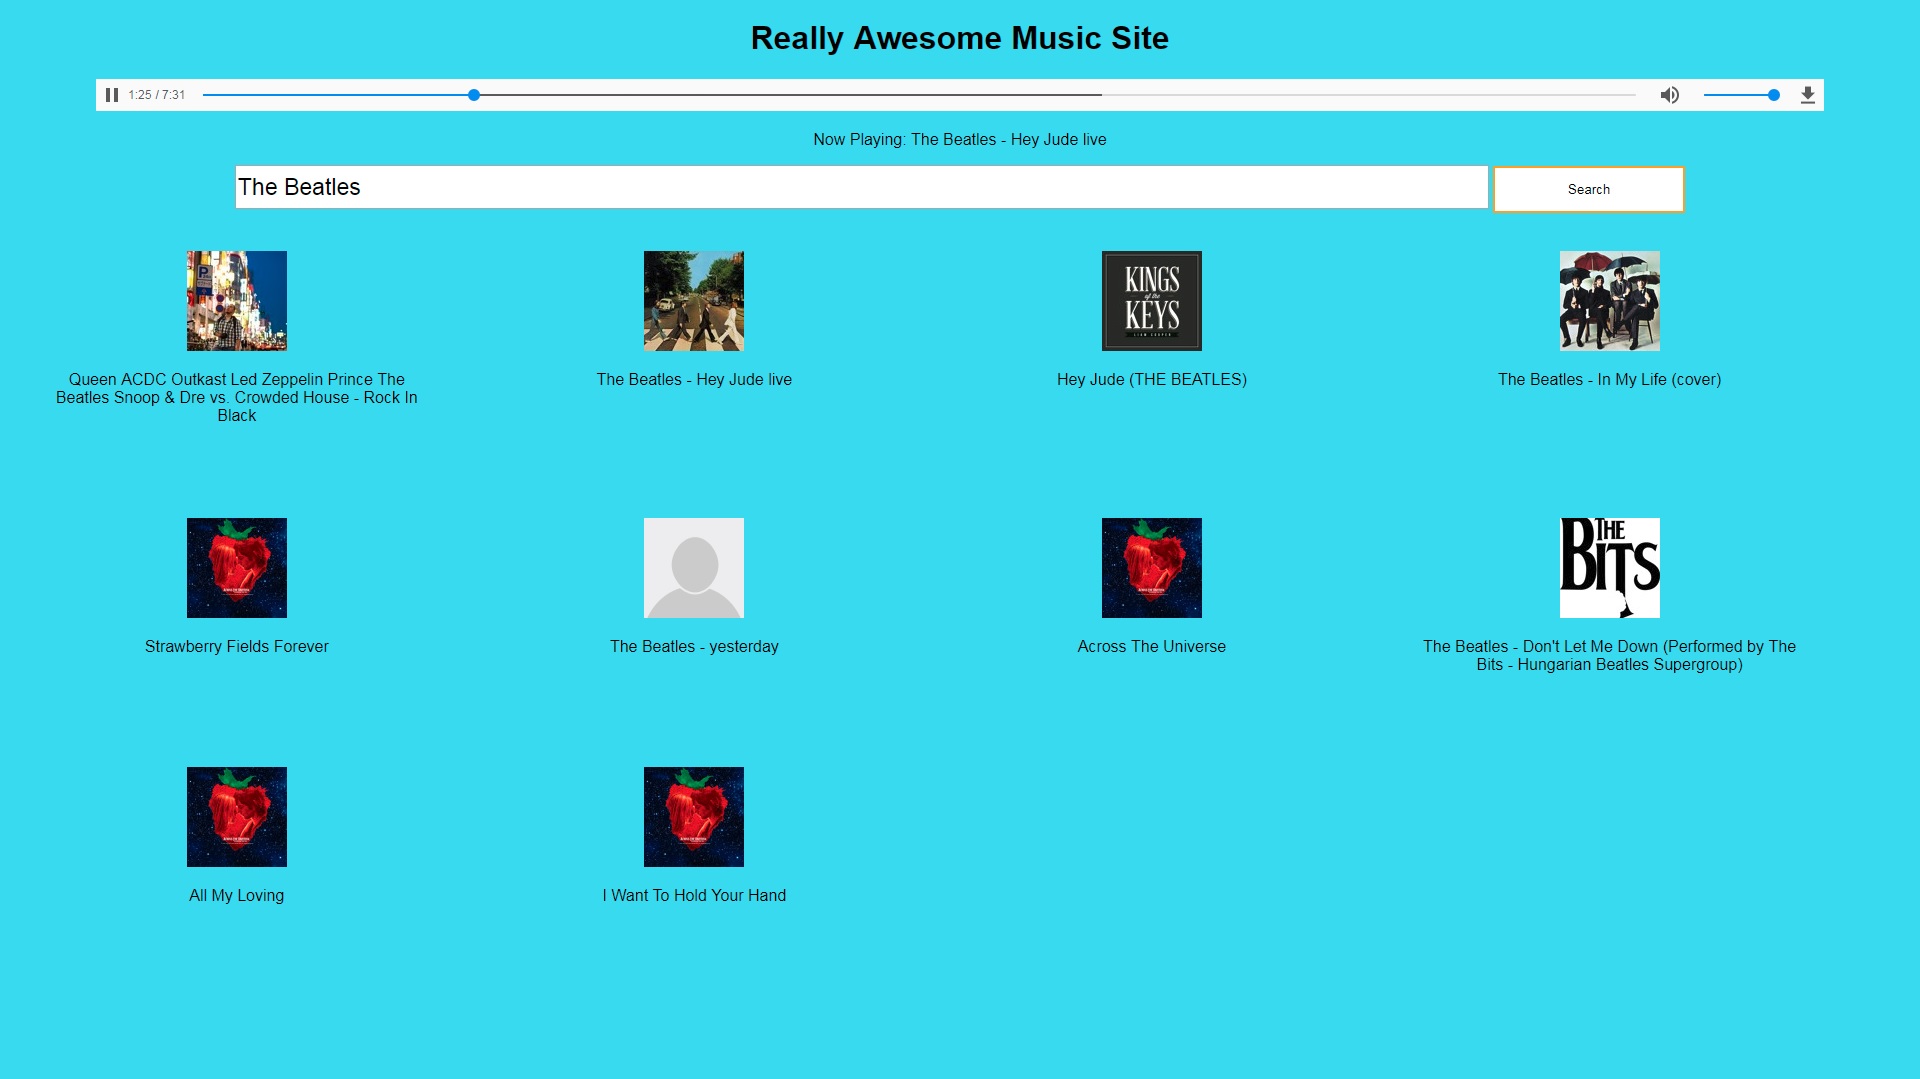 Really Awesome Music Site
1:25 / 7:31
Now Playing: The Beatles - Hey Jude live
The Beatles
Search
P
KINGS
of the
KEYS
Queen ACDC Outkast Led Zeppelin Prince The
Beatles Snoop & Dre vs. Crowded House - Rock In
Black
The Beatles - Hey Jude live
Hey Jude (THE BEATLES)
The Beatles - In My Life (cover)
THE
BITS
Strawberry Fields Forever
The Beatles - yesterday
Across The Universe
The Beatles - Don't Let Me Down (Performed by The
Bits - Hungarian Beatles Supergroup)
All My Loving
I Want To Hold Your Hand